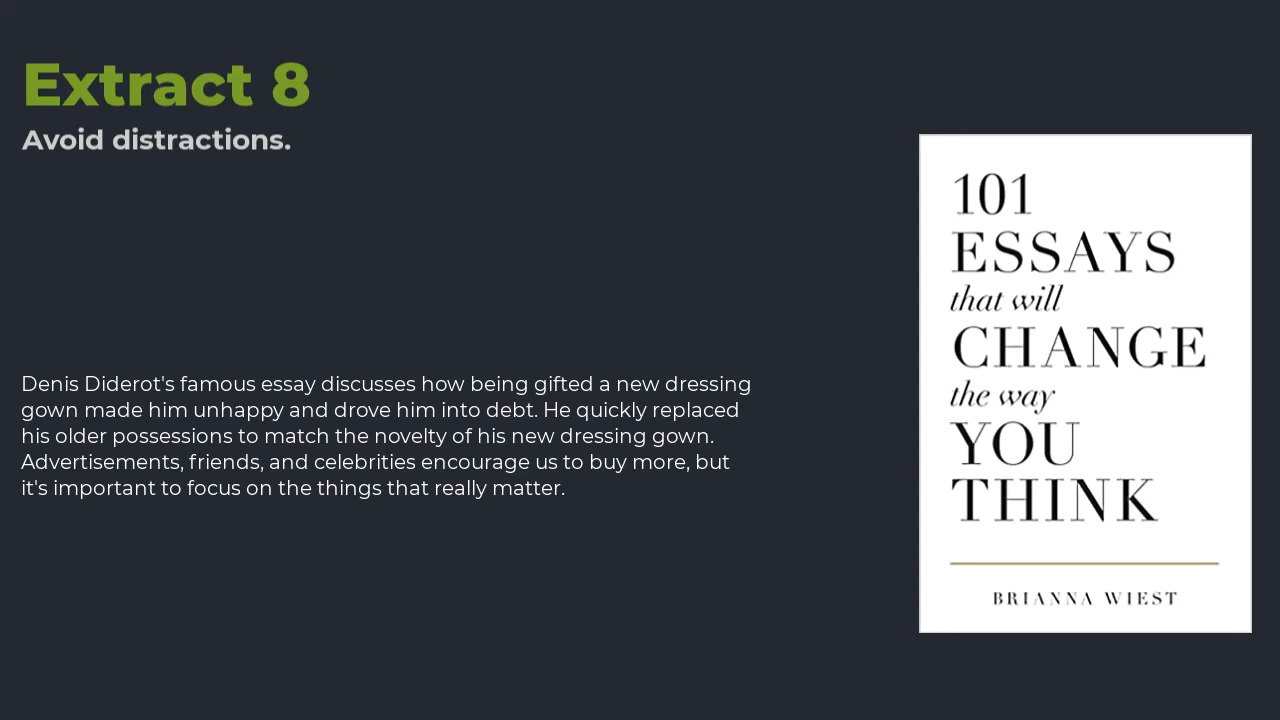 Extract 8
Avoid distractions.
Denis Diderot's famous essay discusses how being gifted a new dressing
gown made him unhappy and drove him into debt. He quickly replaced
his older possessions to match the novelty of his new dressing gown.
Advertisements, friends, and celebrities encourage us to buy more, but
it's important to focus on the things that really matter.
101
ESSAYS
that will
CHANGE
the way
YOU
THINK
BRIANNA WIEST